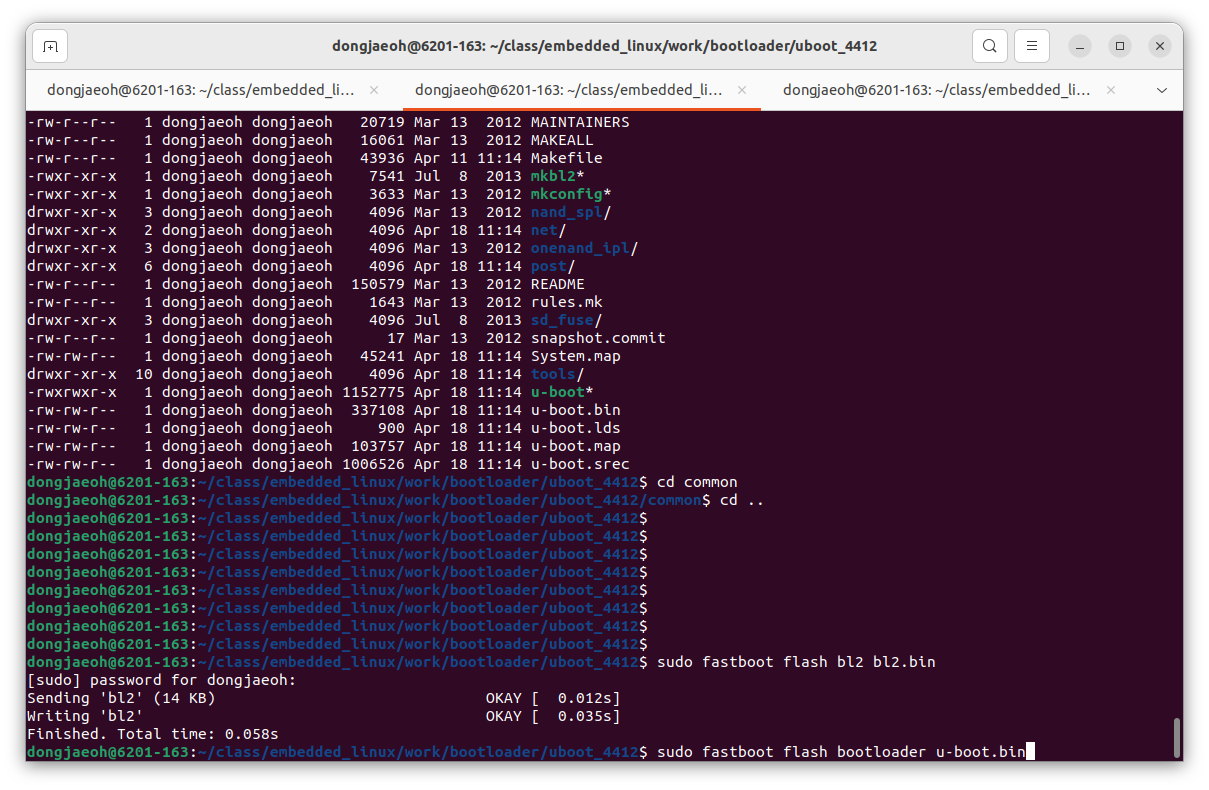 dongjaeoh@6201-163: ~/class/embedded_linux/work/bootloader/uboot_4412
dongjaeoh@6201-163: ~/class/embedded_li... × dongjaeoh@6201-163: ~/class/embedded_li... × dongjaeoh@6201-163: ~/class/embedded_li... ×
-rw-r--r--   1 dongjaeoh dongjaeoh   20719 Mar 13  2012 MAINTAINERS
-rw-r--r--   1 dongjaeoh dongjaeoh   16061 Mar 13  2012 MAKEALL
-rw-r--r--   1 dongjaeoh dongjaeoh   43936 Apr 11 11:14 Makefile
-rwxr-xr-x   1 dongjaeoh dongjaeoh    7541 Jul  8  2013 mkbl2*
-rwxr-xr-x   1 dongjaeoh dongjaeoh    3633 Mar 13  2012 mkconfig*
drwxr-xr-x   3 dongjaeoh dongjaeoh    4096 Mar 13  2012 nand_spl/
drwxr-xr-x   2 dongjaeoh dongjaeoh    4096 Apr 18 11:14 net/
drwxr-xr-x   3 dongjaeoh dongjaeoh    4096 Mar 13  2012 onenand_ipl/
drwxr-xr-x   6 dongjaeoh dongjaeoh    4096 Apr 18 11:14 post/
-rw-r--r--   1 dongjaeoh dongjaeoh  150579 Mar 13  2012 README
-rw-r--r--   1 dongjaeoh dongjaeoh    1643 Mar 13  2012 rules.mk
drwxr-xr-x   3 dongjaeoh dongjaeoh    4096 Jul  8  2013 sd_fuse/
-rw-r--r--   1 dongjaeoh dongjaeoh      17 Mar 13  2012 snapshot.commit
-rw-rw-r--   1 dongjaeoh dongjaeoh   45241 Apr 18 11:14 System.map
drwxr-xr-x  10 dongjaeoh dongjaeoh    4096 Apr 18 11:14 tools/
-rwxrwxr-x   1 dongjaeoh dongjaeoh 1152775 Apr 18 11:14 u-boot*
-rw-rw-r--   1 dongjaeoh dongjaeoh  337108 Apr 18 11:14 u-boot.bin
-rw-rw-r--   1 dongjaeoh dongjaeoh     900 Apr 18 11:14 u-boot.lds
-rw-rw-r--   1 dongjaeoh dongjaeoh  103757 Apr 18 11:14 u-boot.map
-rw-rw-r--   1 dongjaeoh dongjaeoh 1006526 Apr 18 11:14 u-boot.srec
dongjaeoh@6201-163:~/class/embedded_linux/work/bootloader/uboot_4412$ cd common
dongjaeoh@6201-163:~/class/embedded_linux/work/bootloader/uboot_4412/common$ cd ..
dongjaeoh@6201-163:~/class/embedded_linux/work/bootloader/uboot_4412$
dongjaeoh@6201-163:~/class/embedded_linux/work/bootloader/uboot_4412$
dongjaeoh@6201-163:~/class/embedded_linux/work/bootloader/uboot_4412$
dongjaeoh@6201-163:~/class/embedded_linux/work/bootloader/uboot_4412$
dongjaeoh@6201-163:~/class/embedded_linux/work/bootloader/uboot_4412$
dongjaeoh@6201-163:~/class/embedded_linux/work/bootloader/uboot_4412$
dongjaeoh@6201-163:~/class/embedded_linux/work/bootloader/uboot_4412$
dongjaeoh@6201-163:~/class/embedded_linux/work/bootloader/uboot_4412$
dongjaeoh@6201-163:~/class/embedded_linux/work/bootloader/uboot_4412$ sudo fastboot flash bl2 bl2.bin
[sudo] password for dongjaeoh:
Sending 'bl2' (14 KB)                              OKAY [  0.012s]
Writing 'bl2'                                      OKAY [  0.035s]
Finished. Total time: 0.058s
dongjaeoh@6201-163:~/class/embedded_linux/work/bootloader/uboot_4412$ sudo fastboot flash bootloader u-boot.bin